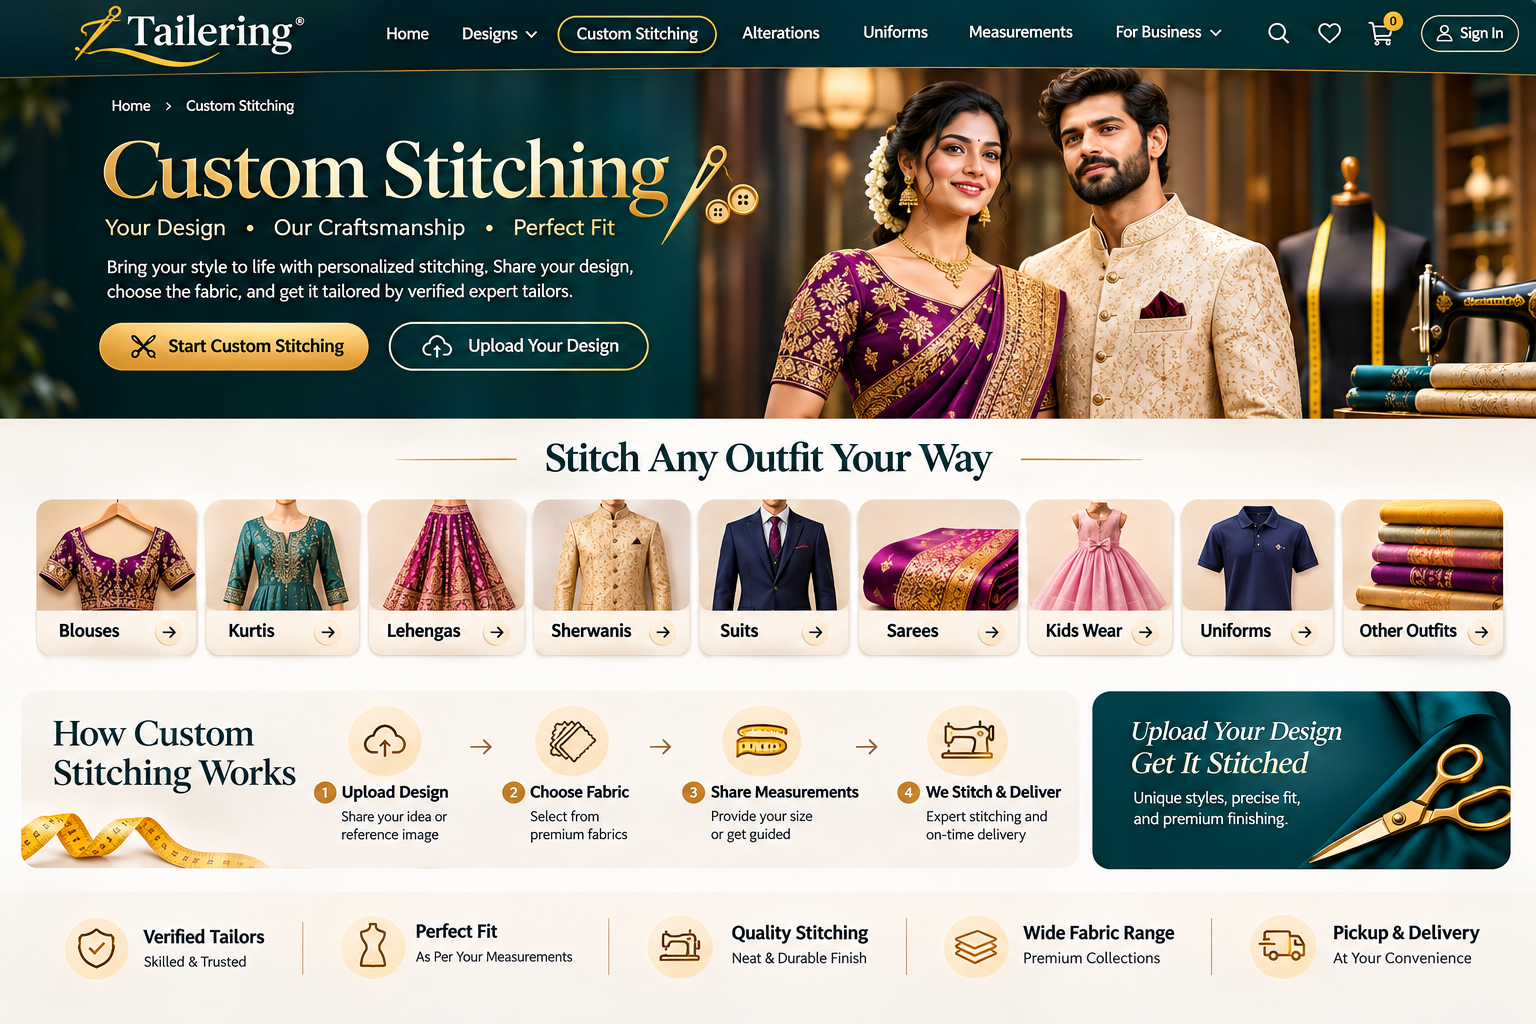 Tailering®
Home
Designs
Custom Stitching
Alterations
Uniforms
Measurements
For Business
0
Sign In
Home > Custom Stitching
Custom Stitching
Your Design • Our Craftsmanship • Perfect Fit
Bring your style to life with personalized stitching. Share your design,
choose the fabric, and get it tailored by verified expert tailors.
Start Custom Stitching
Upload Your Design
Stitch Any Outfit Your Way
Blouses
Kurtis
Lehengas
Sherwanis
Suits
Sarees
Kids Wear
Uniforms
Other Outfits
How Custom
Stitching Works
1 Upload Design
Share your idea or
reference image
2 Choose Fabric
Select from
premium fabrics
3 Share Measurements
Provide your size
or get guided
4 We Stitch & Deliver
Expert stitching and
on-time delivery
Upload Your Design
Get It Stitched
Unique styles, precise fit,
and premium finishing.
Verified Tailors
Skilled & Trusted
Perfect Fit
As Per Your Measurements
Quality Stitching
Neat & Durable Finish
Wide Fabric Range
Premium Collections
Pickup & Delivery
At Your Convenience